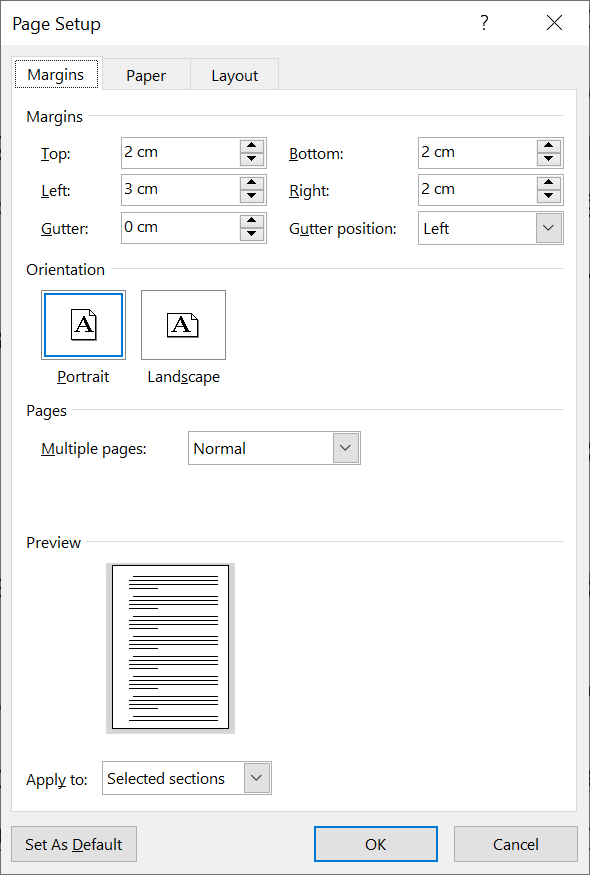 Page Setup ?
Margins Paper Layout
Margins
Top: 2 cm Bottom: 2 cm
Left: 3 cm Right: 2 cm
Gutter: 0 cm Gutter position: Left
Orientation
A A
Portrait Landscape
Pages
Multiple pages: Normal
Preview
Apply to: Selected sections
Set As Default OK Cancel